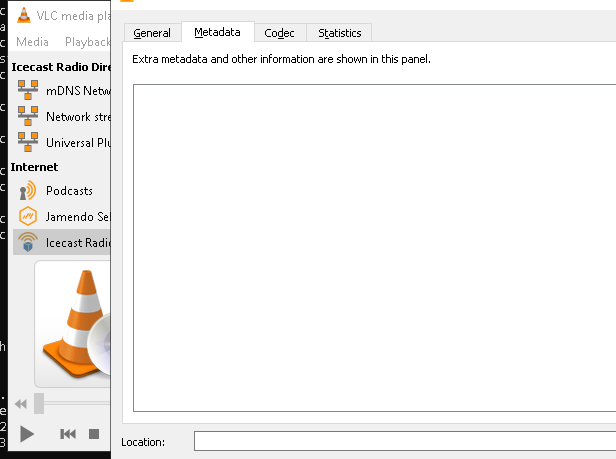 VLC media pla
Media Playback
Icecast Radio Dire
mDNS Netw
Network stre
Universal Plu
Internet
Podcasts
Jamendo Sel
Icecast Radio
General Metadata Codec Statistics
Extra metadata and other information are shown in this panel.
Location: